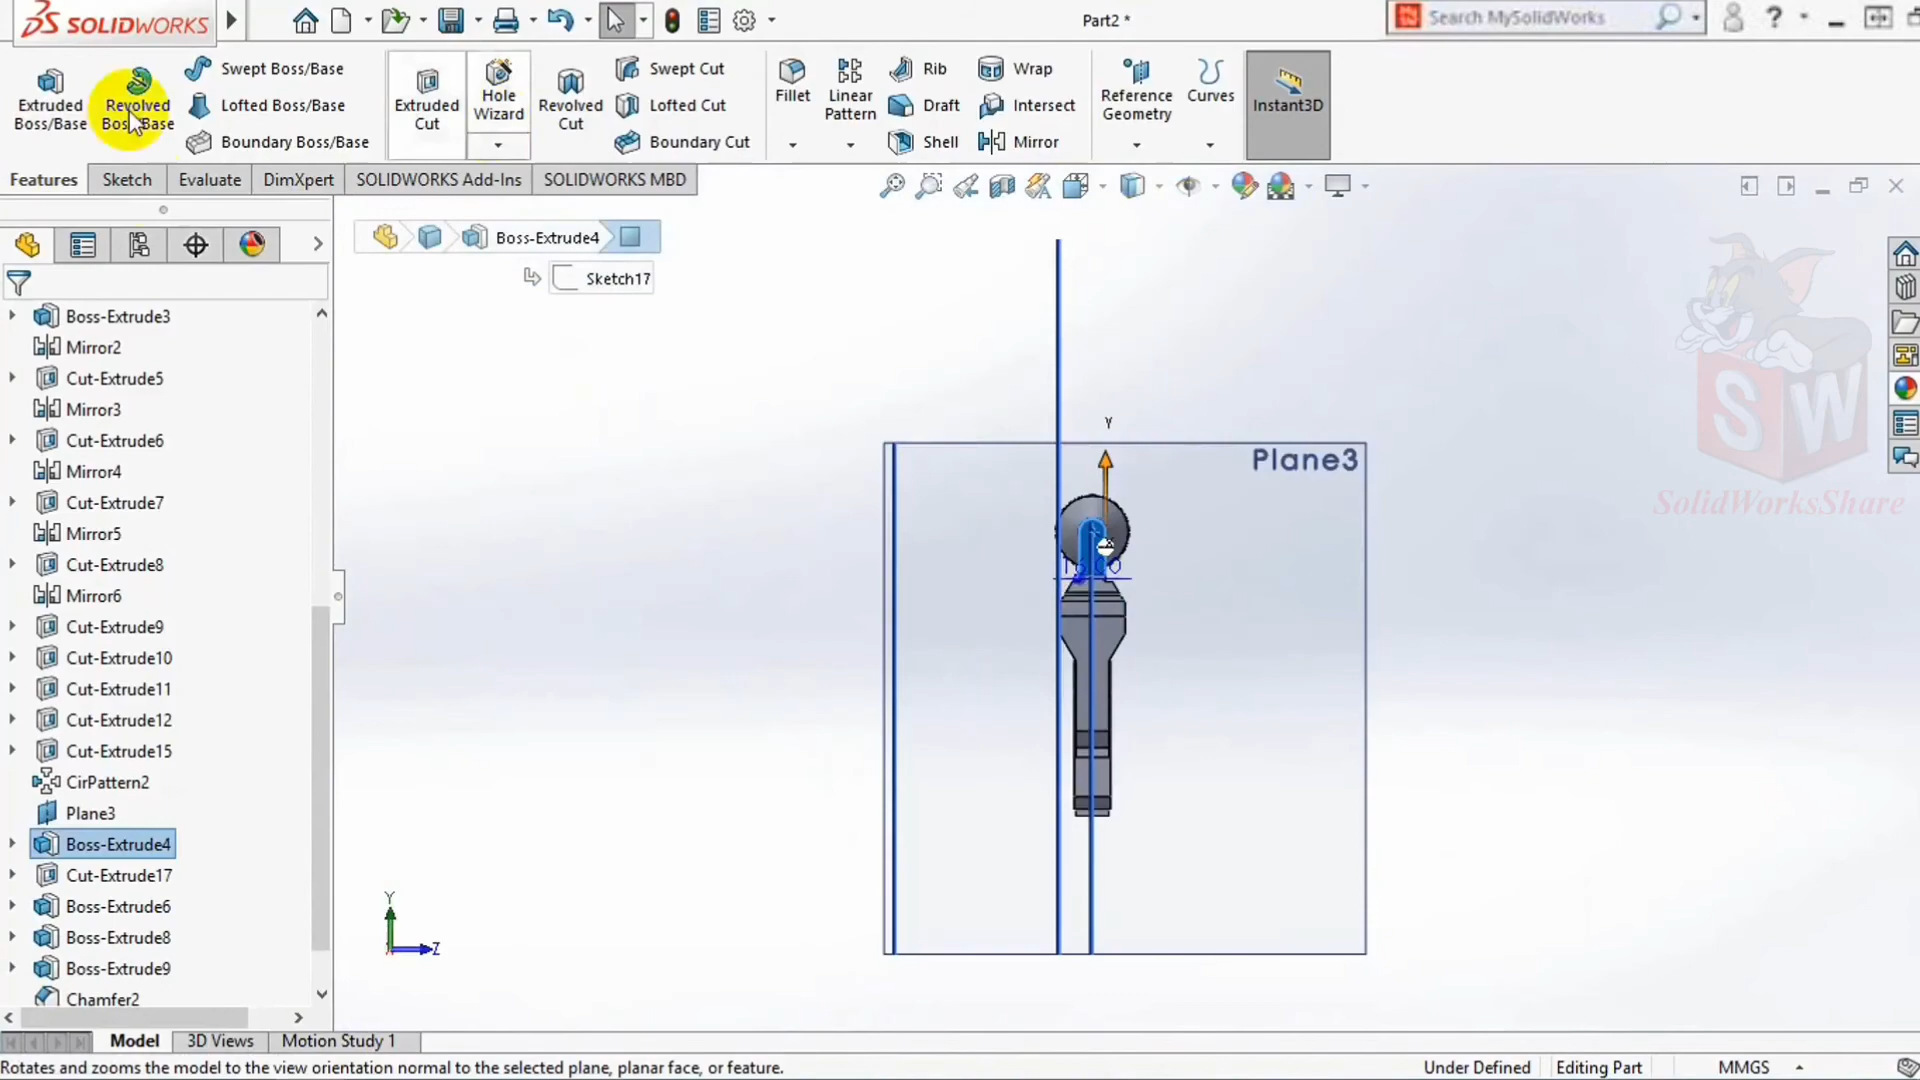 SOLIDWORKS
Part2 *
Search MySolidWorks
Extruded Boss/Base
Revolved Boss/Base
Swept Boss/Base
Lofted Boss/Base
Boundary Boss/Base
Extruded Cut
Hole Wizard
Revolved Cut
Swept Cut
Lofted Cut
Boundary Cut
Fillet
Linear Pattern
Rib
Draft
Shell
Wrap
Intersect
Mirror
Reference Geometry
Curves
Instant3D
Features
Sketch
Evaluate
DimXpert
SOLIDWORKS Add-Ins
SOLIDWORKS MBD
Boss-Extrude4
Sketch17
Boss-Extrude3
Mirror2
Cut-Extrude5
Mirror3
Cut-Extrude6
Mirror4
Cut-Extrude7
Mirror5
Cut-Extrude8
Mirror6
Cut-Extrude9
Cut-Extrude10
Cut-Extrude11
Cut-Extrude12
Cut-Extrude15
CirPattern2
Plane3
Boss-Extrude4
Cut-Extrude17
Boss-Extrude6
Boss-Extrude8
Boss-Extrude9
Chamfer2
Y
Plane3
Y
Z
SW
SolidWorksShare
Model
3D Views
Motion Study 1
Rotates and zooms the model to the view orientation normal to the selected plane, planar face, or feature.
Under Defined
Editing Part
MMGS